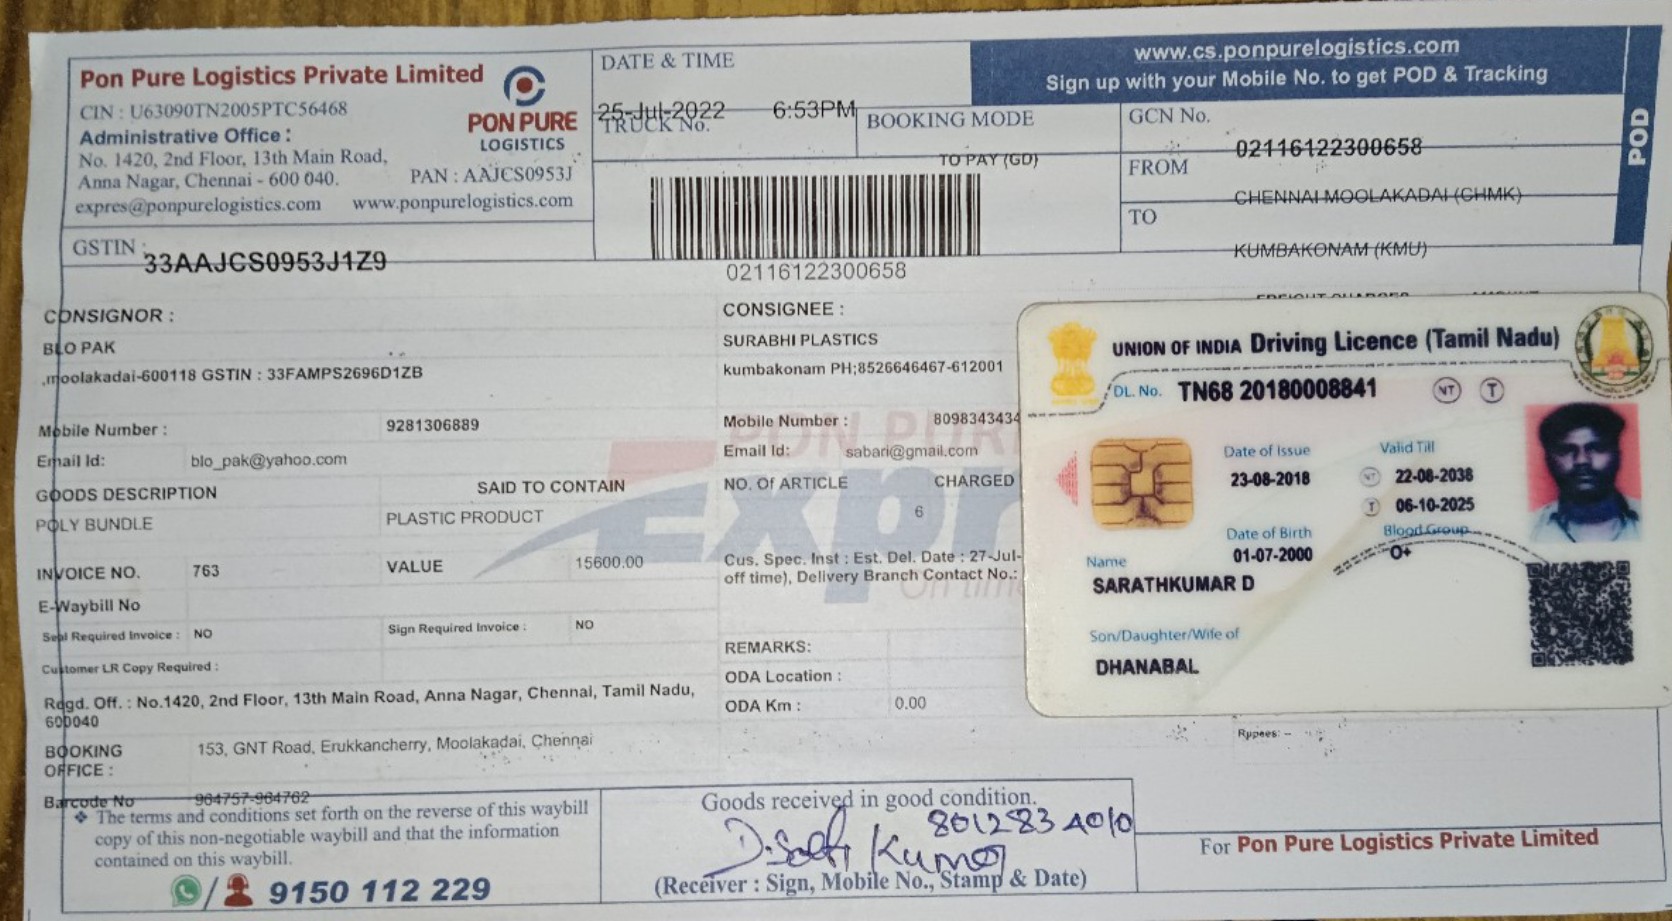 Pon Pure Logistics Private Limited
CIN : U63090TN2005PTC56468
Administrative Office :
No. 1420, 2nd Floor, 13th Main Road,
Anna Nagar, Chennai - 600 040.
PAN : AAJCS0953J
expres@ponpurelogistics.com www.ponpurelogistics.com
PON PURE
LOGISTICS
GSTIN : 33AAJCS0953J1Z9
DATE & TIME
25-Jul-2022 6:53PM
TRUCK No.
BOOKING MODE
TO PAY (GD)
02116122300658
www.cs.ponpurelogistics.com
Sign up with your Mobile No. to get POD & Tracking
GCN No.
02116122300658
FROM
CHENNAI MOOLAKADAI (CHMK)
TO
KUMBAKONAM (KMU)
POD
CONSIGNOR :
BLO PAK
,moolakadai-600118 GSTIN : 33FAMPS2696D1ZB
Mobile Number : 9281306889
Email Id: blo_pak@yahoo.com
GOODS DESCRIPTION SAID TO CONTAIN
POLY BUNDLE PLASTIC PRODUCT
INVOICE NO. 763 VALUE 15600.00
E-Waybill No
Seal Required Invoice : NO Sign Required Invoice : NO
Customer LR Copy Required :
Regd. Off. : No.1420, 2nd Floor, 13th Main Road, Anna Nagar, Chennai, Tamil Nadu,
600040
BOOKING 153, GNT Road, Erukkancherry, Moolakadai, Chennai
OFFICE :
Barcode No 964757-964762
CONSIGNEE :
SURABHI PLASTICS
kumbakonam PH;8526646467-612001
Mobile Number : 8098343434
Email Id: sabari@gmail.com
NO. Of ARTICLE CHARGED
6
Cus. Spec. Inst : Est. Del. Date : 27-Jul-
off time), Delivery Branch Contact No.:
REMARKS:
ODA Location :
ODA Km : 0.00
PON PUR
Expr
On tim
UNION OF INDIA Driving Licence (Tamil Nadu)
DL. No. TN68 20180008841 NT T
Date of Issue Valid Till
23-08-2018 NT 22-08-2038
T 06-10-2025
Date of Birth Blood Group
01-07-2000 O+
Name
SARATHKUMAR D
Son/Daughter/Wife of
DHANABAL
Rupees: -
❖ The terms and conditions set forth on the reverse of this waybill
copy of this non-negotiable waybill and that the information
contained on this waybill.
9150 112 229
Goods received in good condition.
8012834010
Kumar
(Receiver : Sign, Mobile No., Stamp & Date)
For Pon Pure Logistics Private Limited